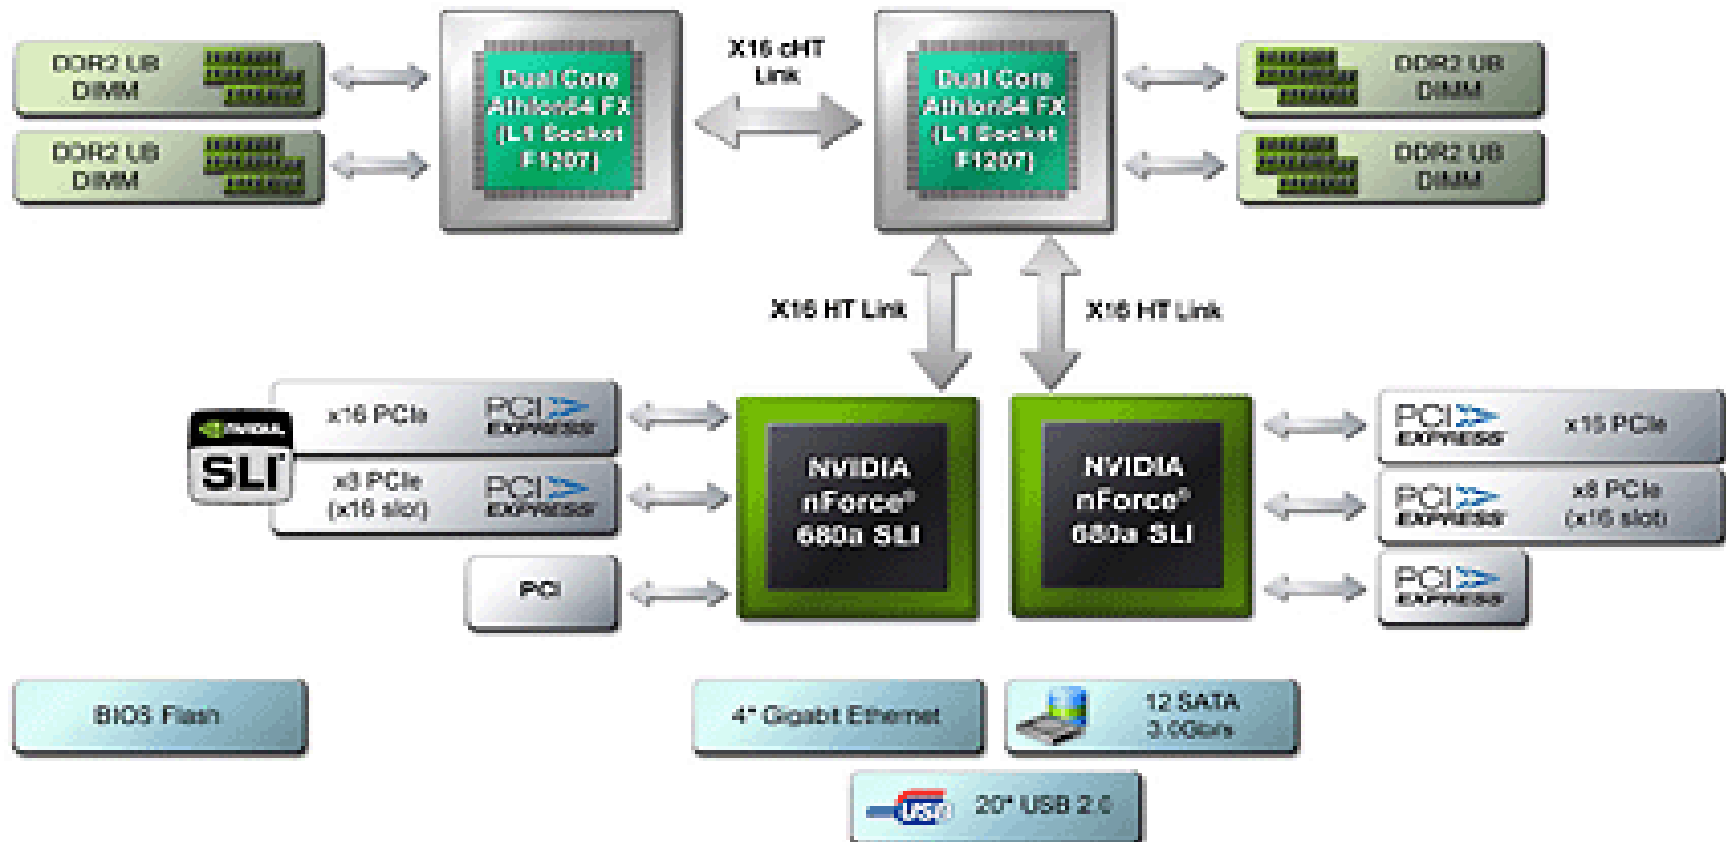 DDR2 UB
DIMM
DDR2 UB
DIMM
Dual Core
Athlon64 FX
(L1 Socket
F1207)
X16 cHT
Link
Dual Core
Athlon64 FX
(L1 Socket
F1207)
DDR2 UB
DIMM
DDR2 UB
DIMM
X16 HT Link
X16 HT Link
NVIDIA
SLI
x16 PCIe
PCI
EXPRESS
x8 PCIe
(x16 slot)
PCI
EXPRESS
PCI
NVIDIA
nForce®
680a SLI
NVIDIA
nForce®
680a SLI
PCI
EXPRESS
x16 PCIe
PCI
EXPRESS
x8 PCIe
(x16 slot)
PCI
EXPRESS
BIOS Flash
4* Gigabit Ethernet
12 SATA
3.0Gb/s
USB
20* USB 2.0